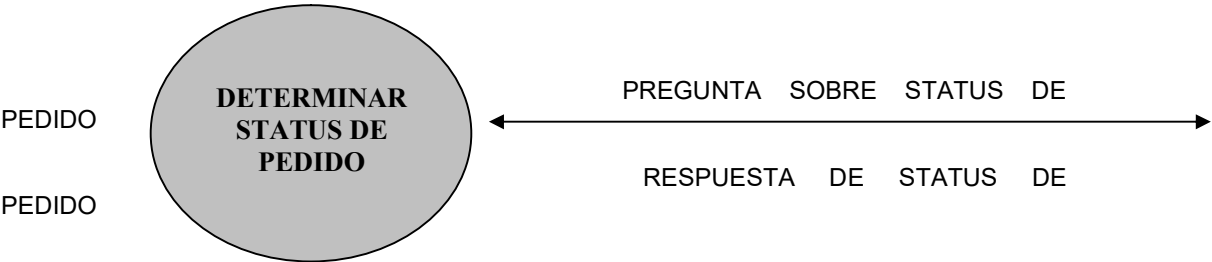 DETERMINAR
STATUS DE
PEDIDO
PREGUNTA SOBRE STATUS DE
PEDIDO
RESPUESTA DE STATUS DE
PEDIDO